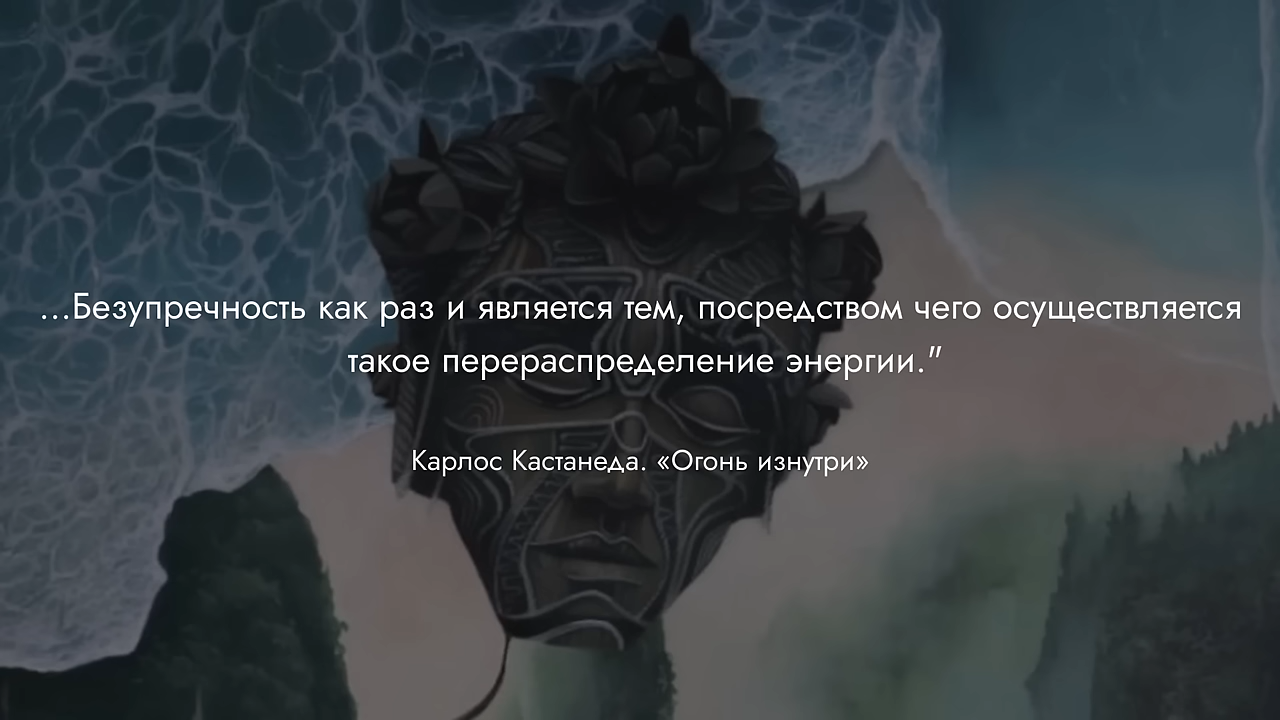 ...Безупречность как раз и является тем, посредством чего осуществляется
такое перераспределение энергии."
Карлос Кастанеда. «Огонь изнутри»